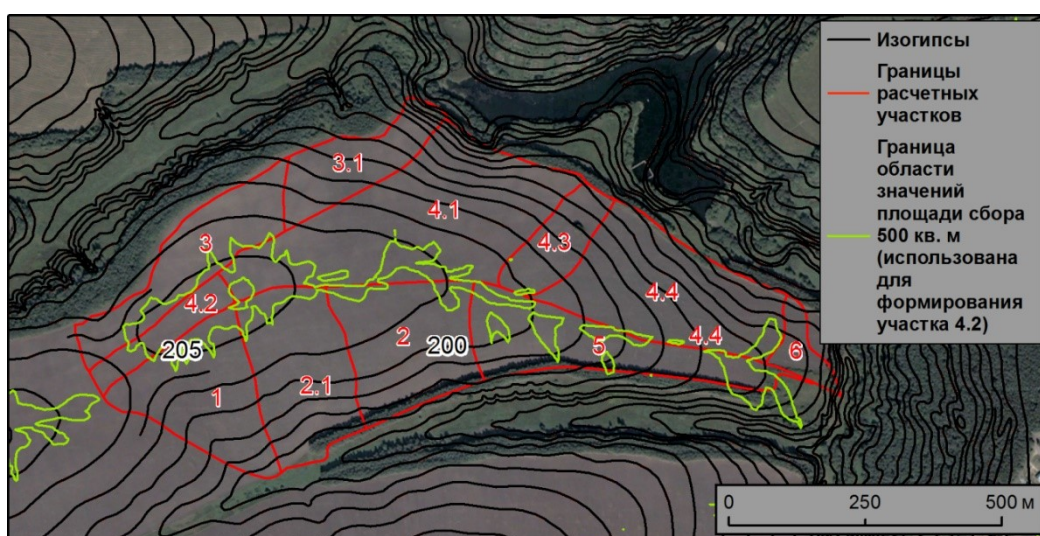 Изогипсы
Границы
расчетных
участков
Граница
области
значений
площади сбора
500 кв. м
(использована
для
формирования
участка 4.2)
3.1
4.1
3
4.3
4.2
4.4
205
2
200
5
4.4
6
1
2.1
0 250 500 м